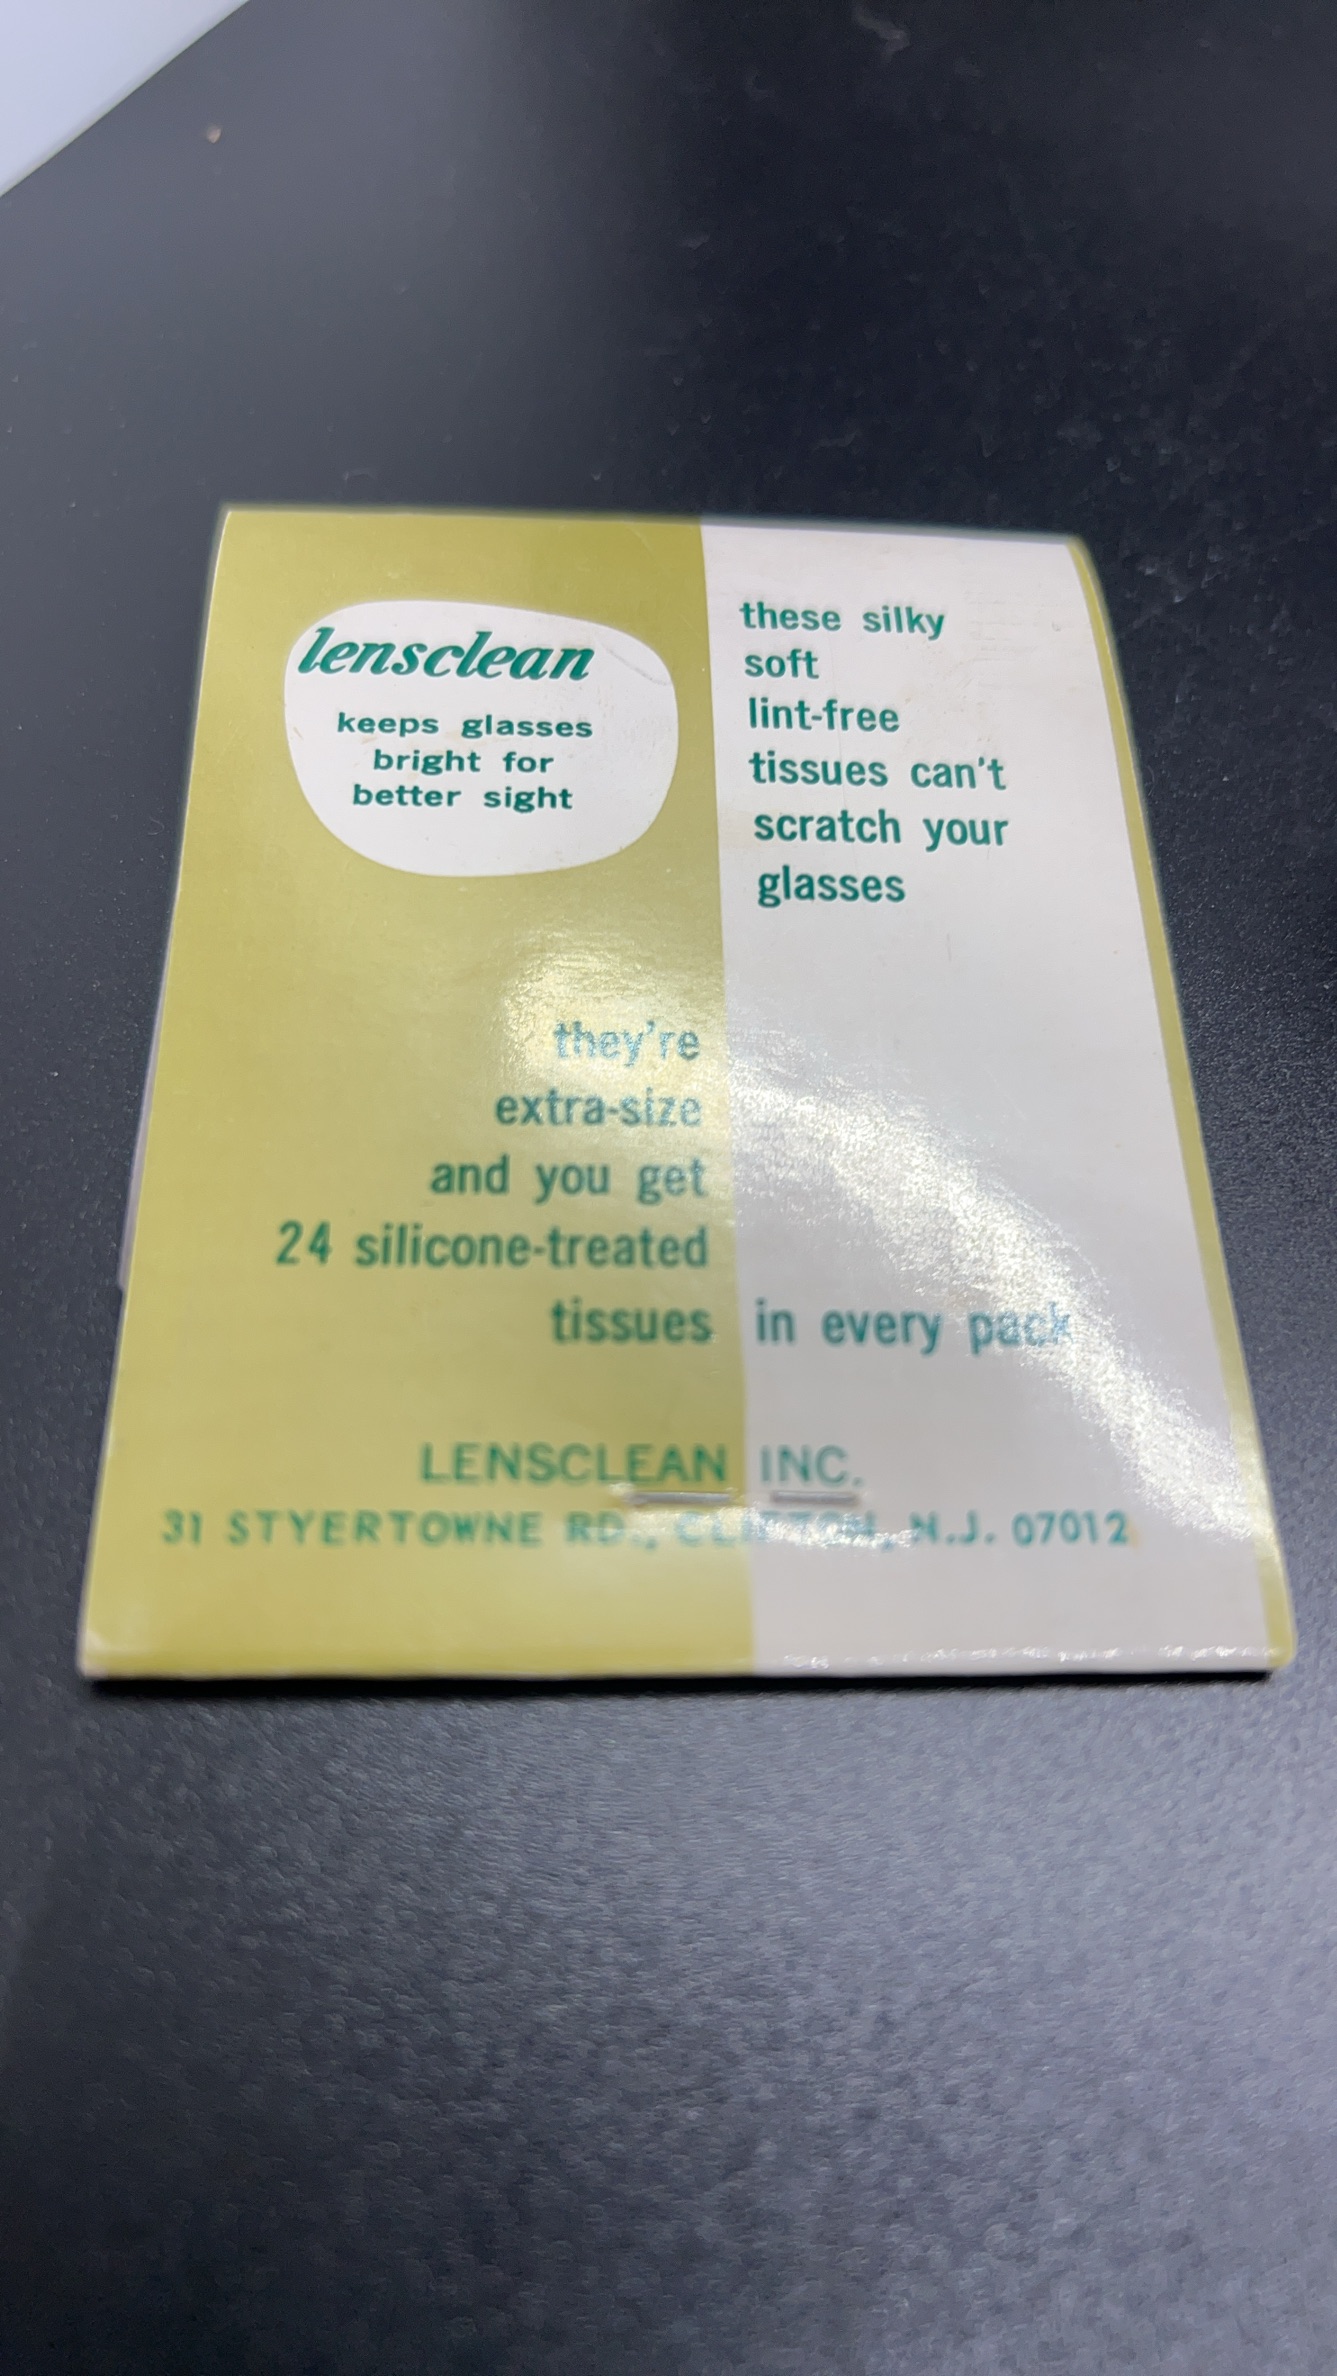 lensclean
keeps glasses
bright for
better sight
these silky
soft
lint-free
tissues can't
scratch your
glasses
they're
extra-size
and you get
24 silicone-treated
tissues in every pack
LENSCLEAN INC.
31 STYERTOWNE RD., CLIFTON, N.J. 07012